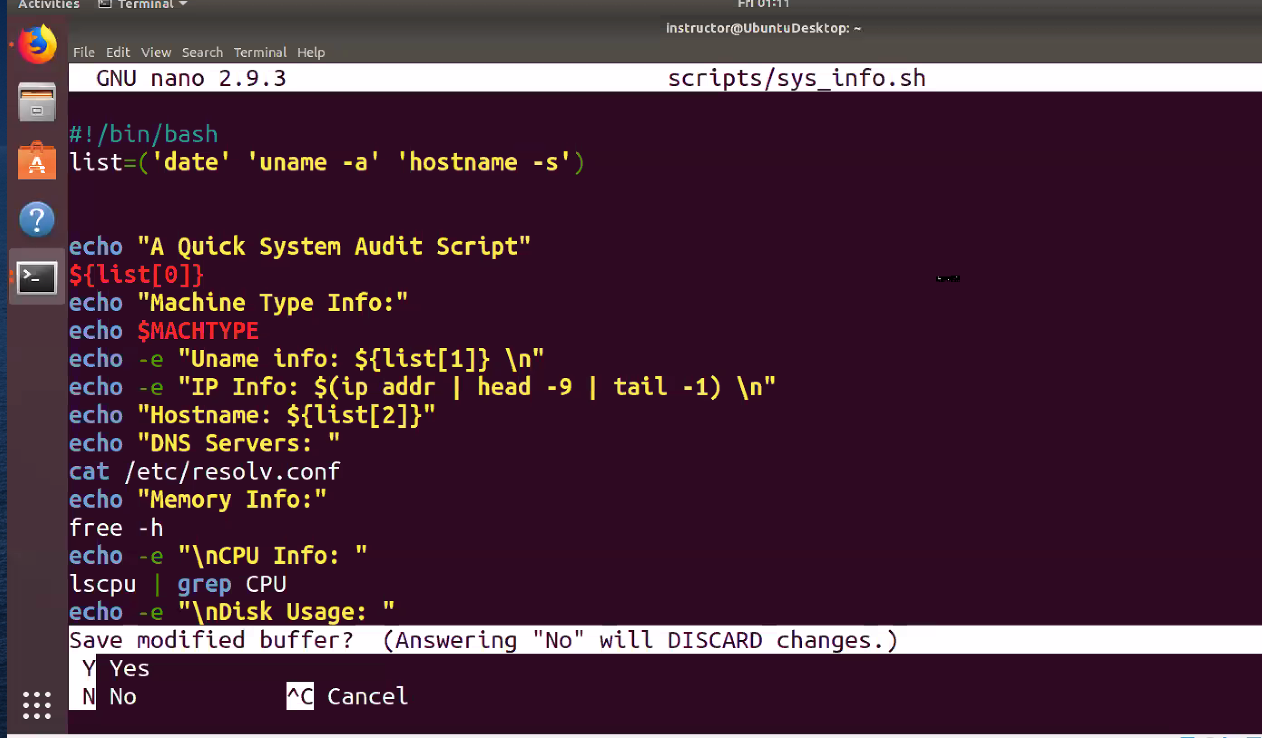 Activities Terminal Fri 01:11
instructor@UbuntuDesktop: ~
File Edit View Search Terminal Help
GNU nano 2.9.3 scripts/sys_info.sh
#!/bin/bash
list=('date' 'uname -a' 'hostname -s')
echo "A Quick System Audit Script"
${list[0]}
echo "Machine Type Info:"
echo $MACHTYPE
echo -e "Uname info: ${list[1]} \n"
echo -e "IP Info: $(ip addr | head -9 | tail -1) \n"
echo "Hostname: ${list[2]}"
echo "DNS Servers: "
cat /etc/resolv.conf
echo "Memory Info:"
free -h
echo -e "\nCPU Info: "
lscpu | grep CPU
echo -e "\nDisk Usage: "
Save modified buffer? (Answering "No" will DISCARD changes.)
Y Yes
N No ^C Cancel